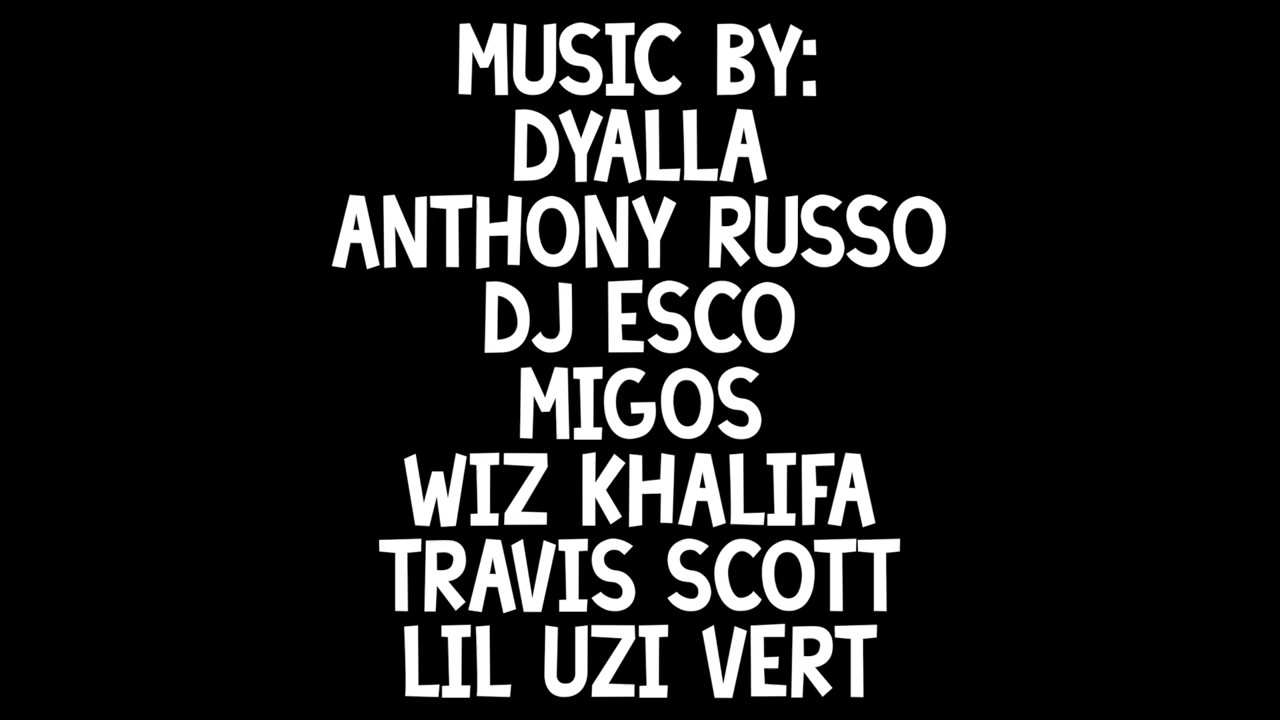 MUSIC BY:
DYALLA
ANTHONY RUSSO
DJ ESCO
MIGOS
WIZ KHALIFA
TRAVIS SCOTT
LIL UZI VERT